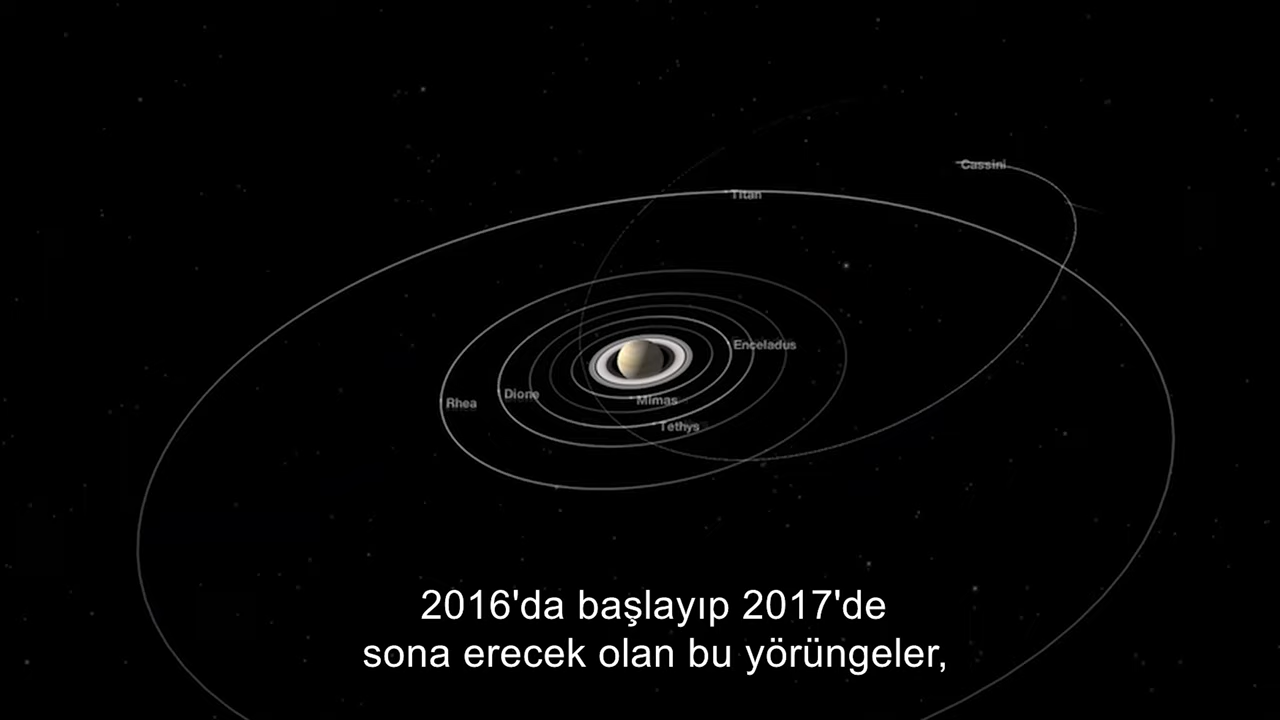 Cassini
Titan
Enceladus
Dione
Rhea
Mimas
Tethys
2016'da başlayıp 2017'de
sona erecek olan bu yörüngeler,